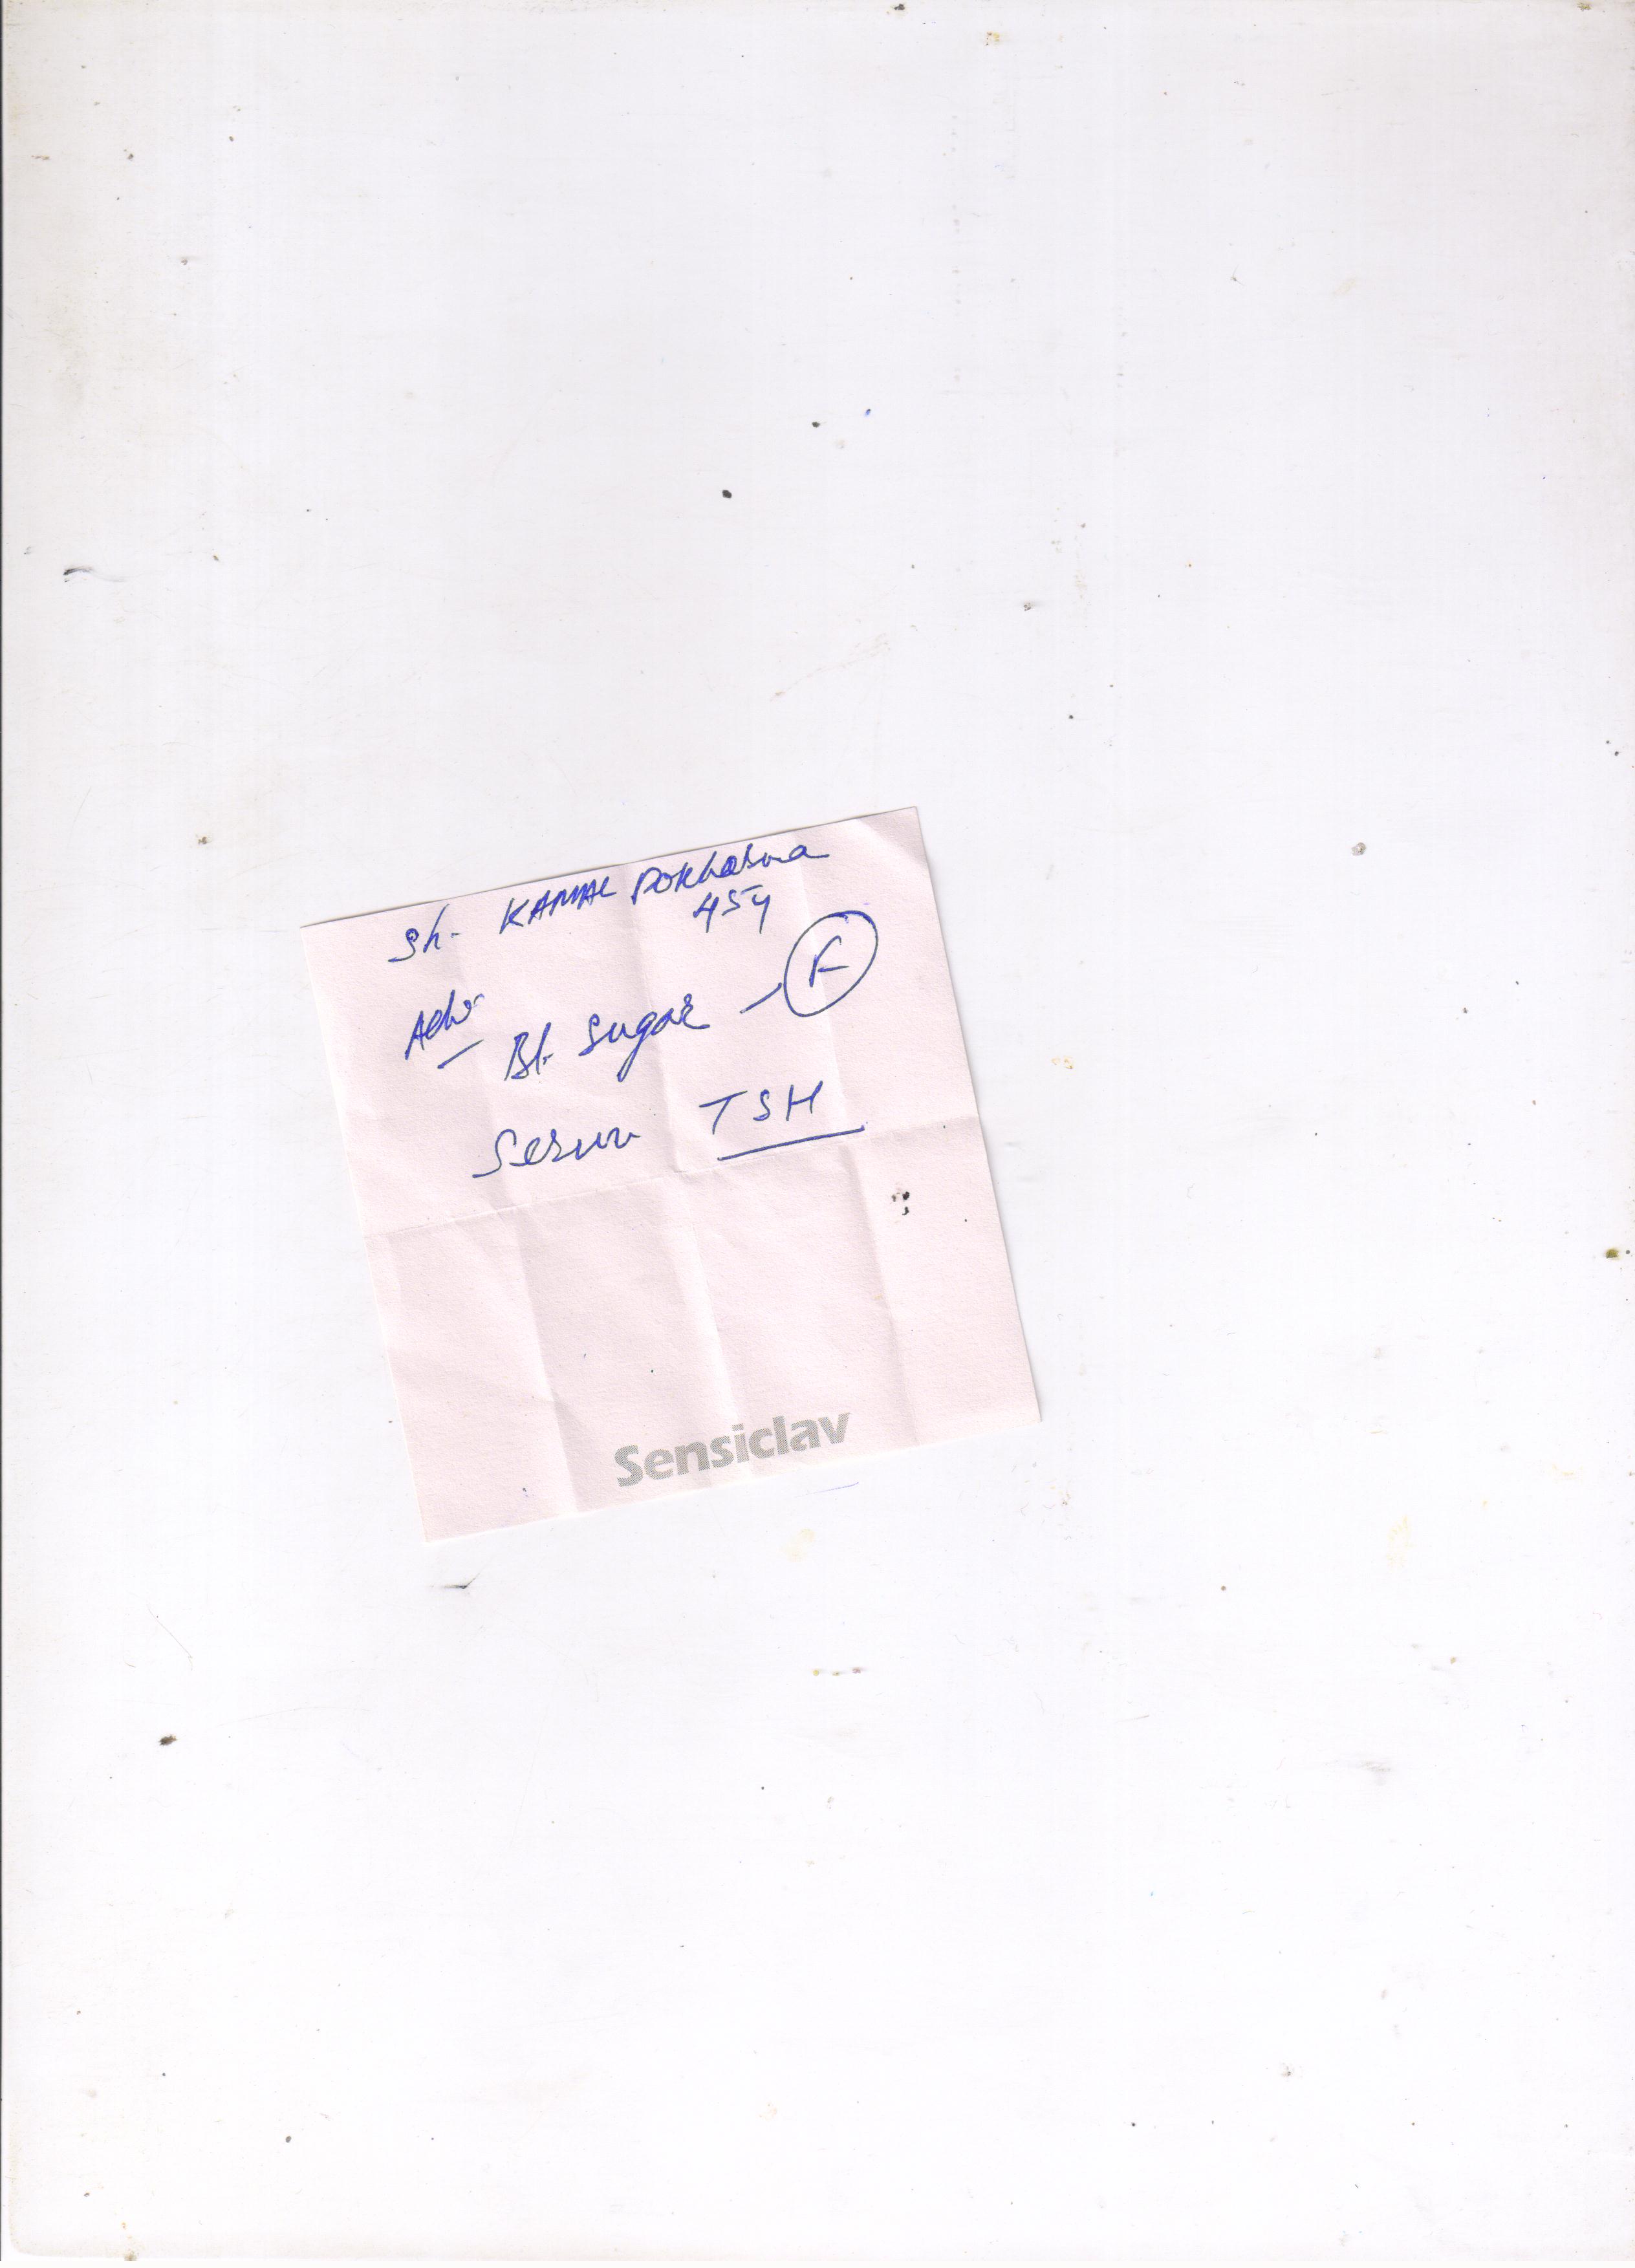 Sh. KAMAL Pokharna
45y
Adv.
Bl. Sugar - F
Serum TSH
Sensiclav